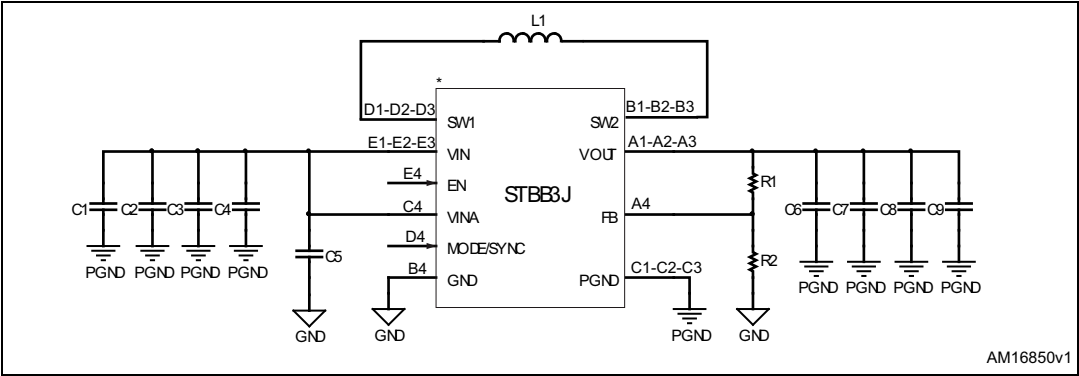 L1
*
D1-D2-D3
B1-B2-B3
SW1
SW2
E1-E2-E3
A1-A2-A3
VIN
VOUT
E4
EN
STBB3J
R1
C1
C2
C3
C4
C4
VINA
A4
FB
C6
C7
C8
C9
D4
MODE/SYNC
C5
R2
PGND
PGND
PGND
PGND
B4
GND
C1-C2-C3
PGND
PGND
PGND
PGND
PGND
GND
GND
PGND
GND
AM16850v1